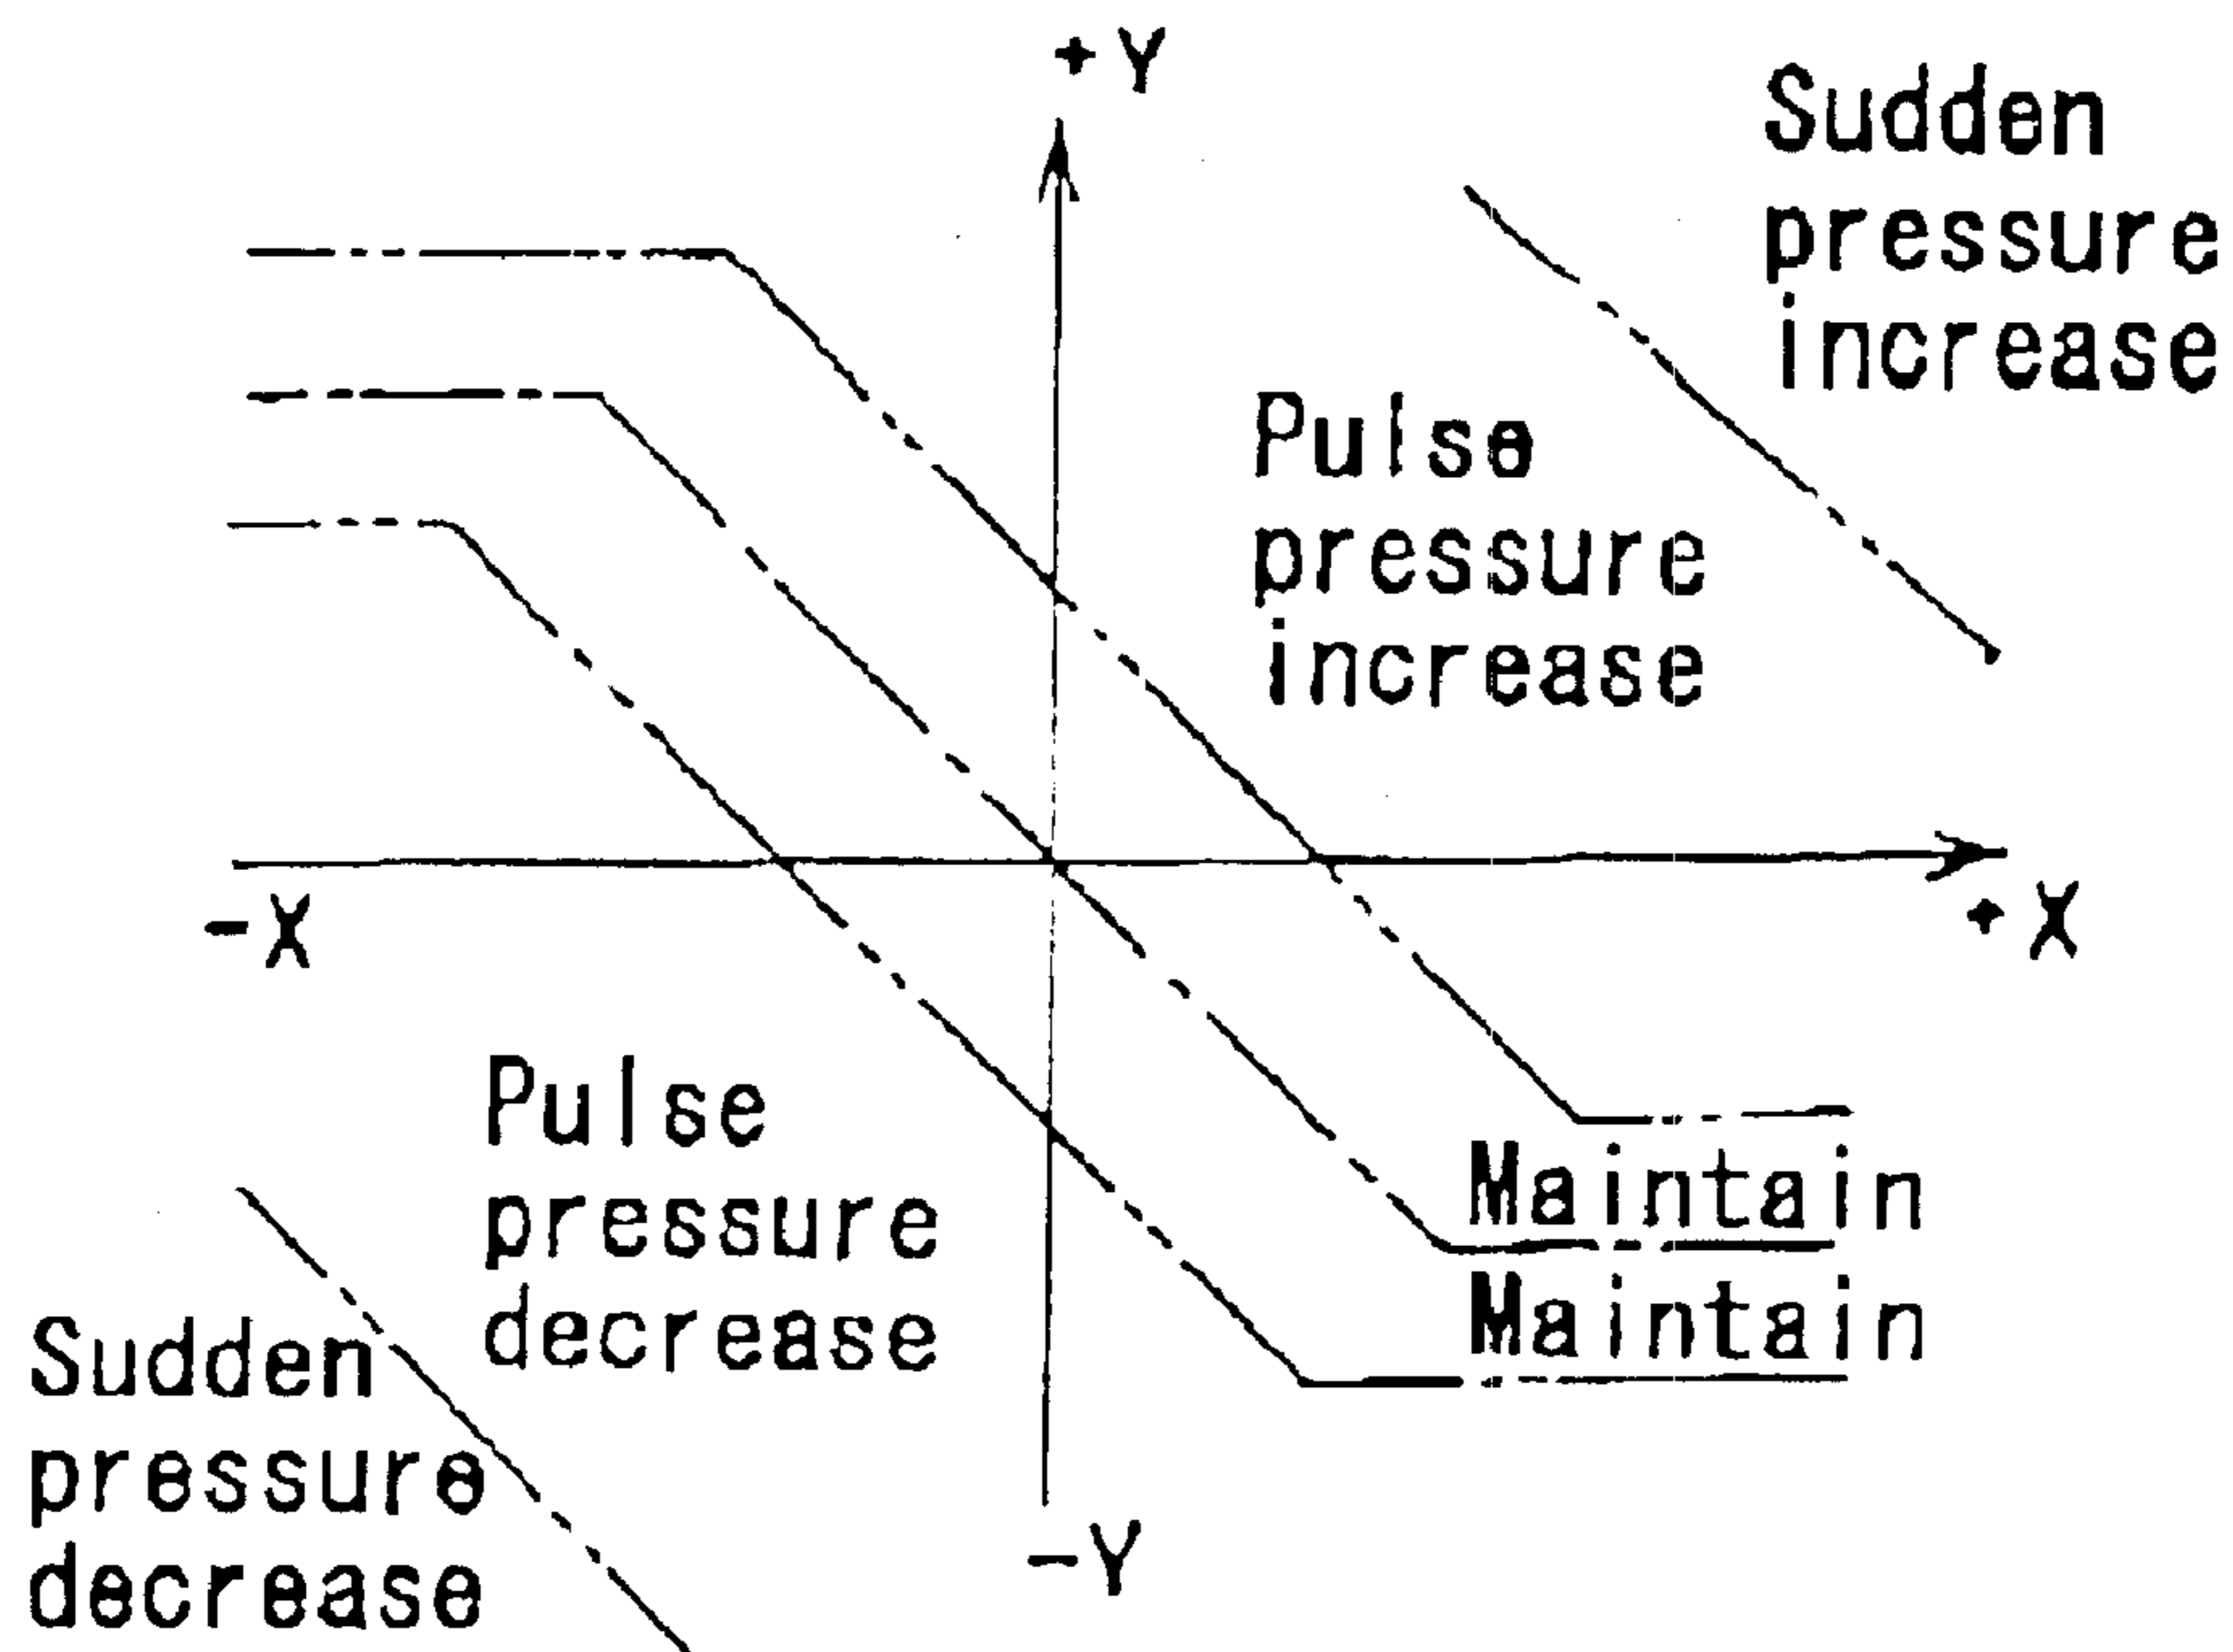 +Y
Sudden
pressure
increase
Pulse
pressure
increase
-X
+X
Pulse
pressure
decrease
Maintain
Maintain
Sudden
pressure
decrease
-Y